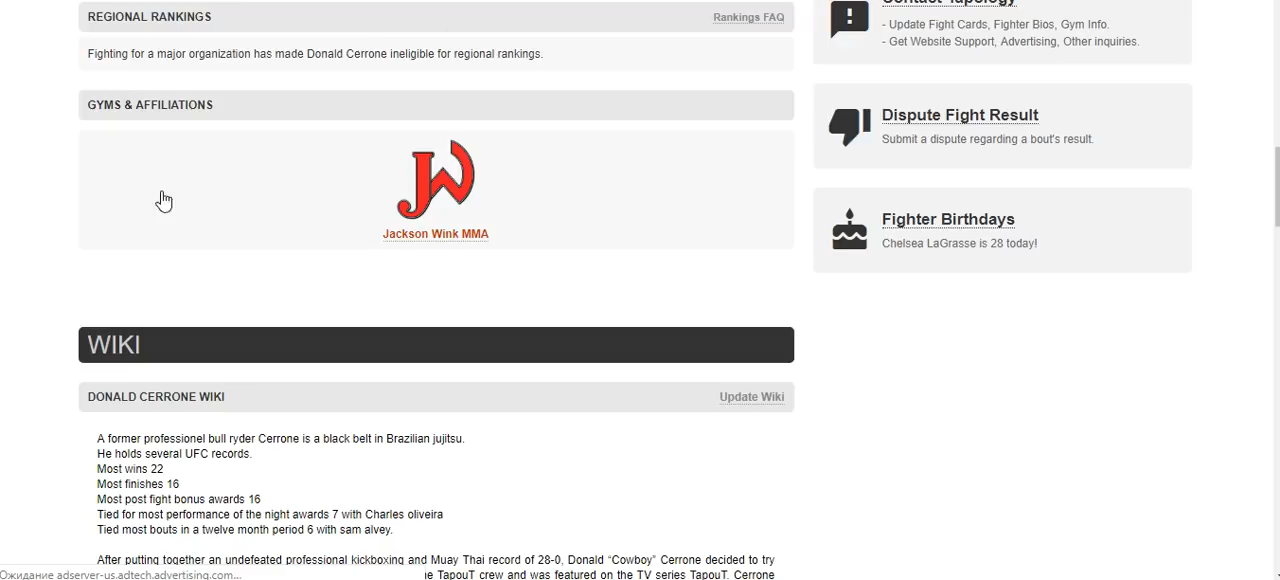 REGIONAL RANKINGS
Rankings FAQ
Fighting for a major organization has made Donald Cerrone ineligible for regional rankings.
GYMS & AFFILIATIONS
JW
Jackson Wink MMA
WIKI
DONALD CERRONE WIKI
Update Wiki
A former professional bull ryder Cerrone is a black belt in Brazilian jujitsu.
He holds several UFC records.
Most wins 22
Most finishes 16
Most post fight bonus awards 16
Tied for most performance of the night awards 7 with Charles oliveira
Tied most bouts in a twelve month period 6 with sam alvey.
After putting together an undefeated professional kickboxing and Muay Thai record of 28-0, Donald “Cowboy” Cerrone decided to try
TapouT crew and was featured on the TV series TapouT. Cerrone
Contact Tapology
- Update Fight Cards, Fighter Bios, Gym Info.
- Get Website Support, Advertising, Other inquiries.
Dispute Fight Result
Submit a dispute regarding a bout's result.
Fighter Birthdays
Chelsea LaGrasse is 28 today!
Ожидание adserver-us.adtech.advertising.com...